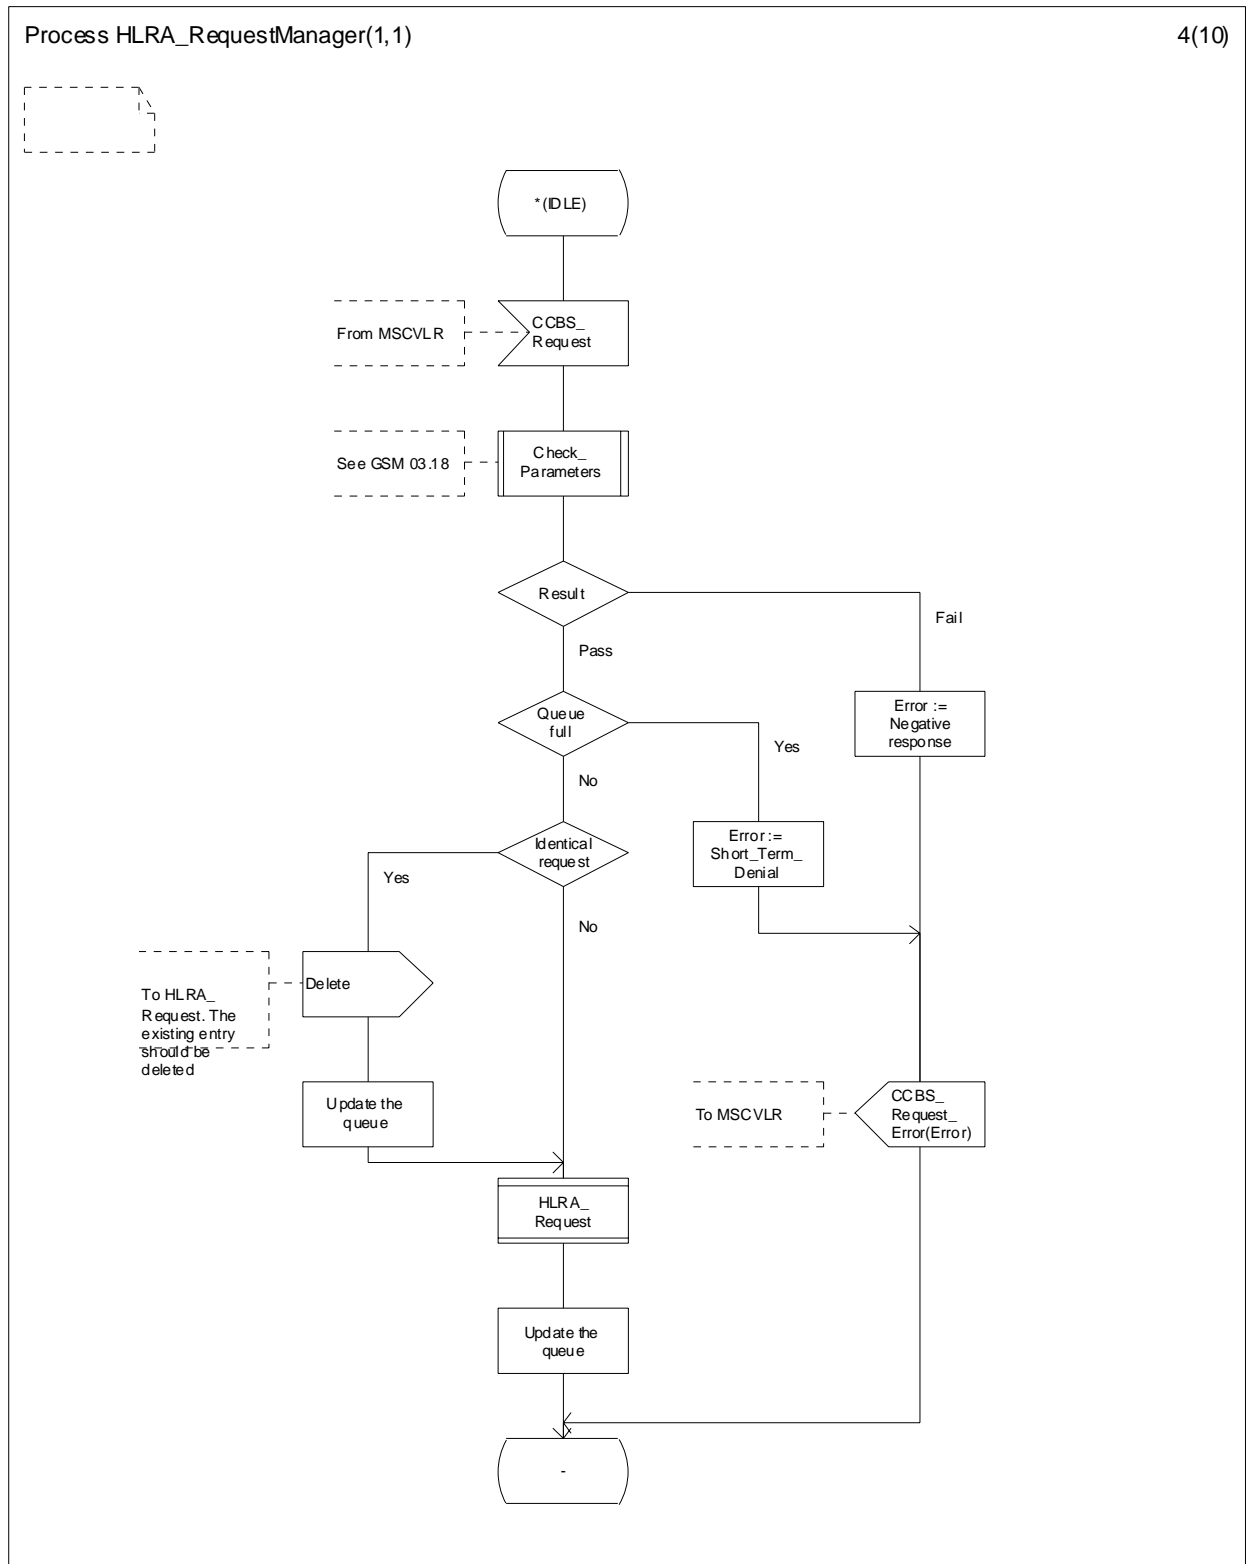 Process HLRA_RequestManager(1,1)
4(10)
*(IDLE)
From MSCVLR
CCBS_
Request
See GSM 03.18
Check_
Parameters
Result
Fail
Pass
Error :=
Negative
response
Queue
full
Yes
No
Error :=
Short_Term_
Denial
Identical
request
Yes
No
To HLRA_
Request. The
existing entry
should be
deleted
Delete
Update the
queue
To MSCVLR
CCBS_
Request_
Error(Error)
HLRA_
Request
Update the
queue
-